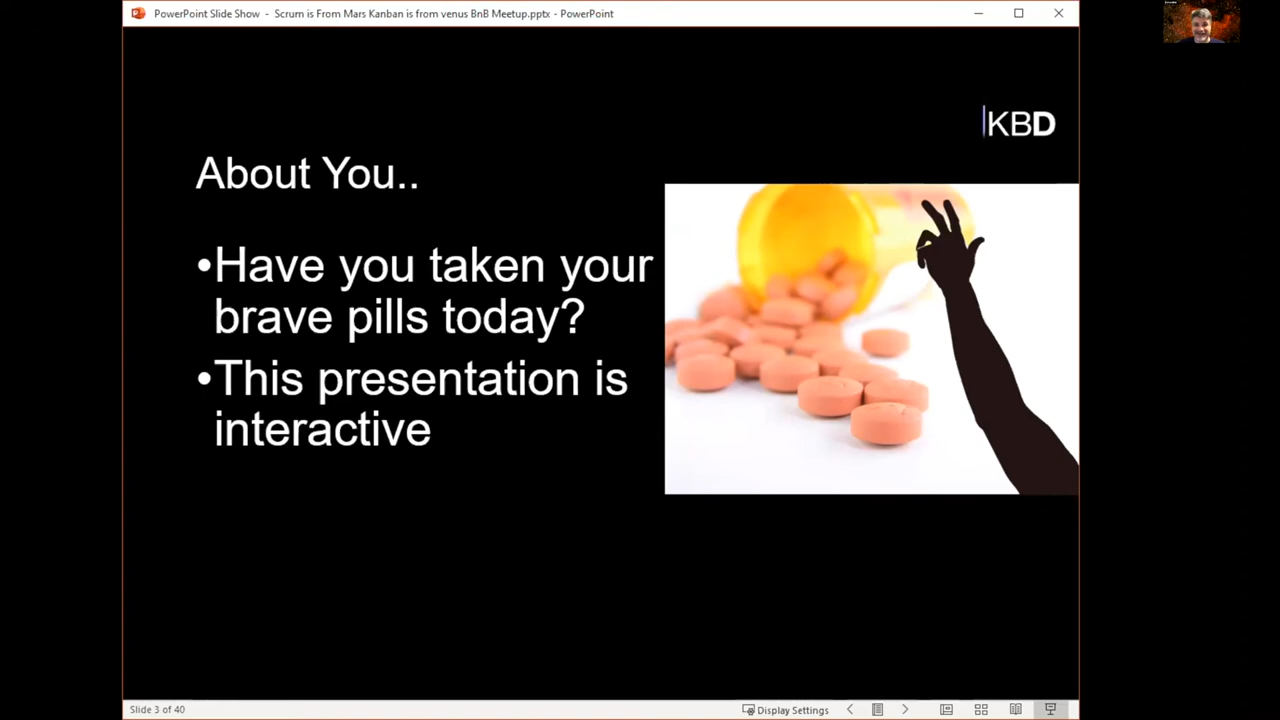 PowerPoint Slide Show - Scrum is From Mars Kanban is from venus BnB Meetup.pptx - PowerPoint
KBD
About You..
•Have you taken your
brave pills today?
•This presentation is
interactive
Slide 3 of 40
Display Settings